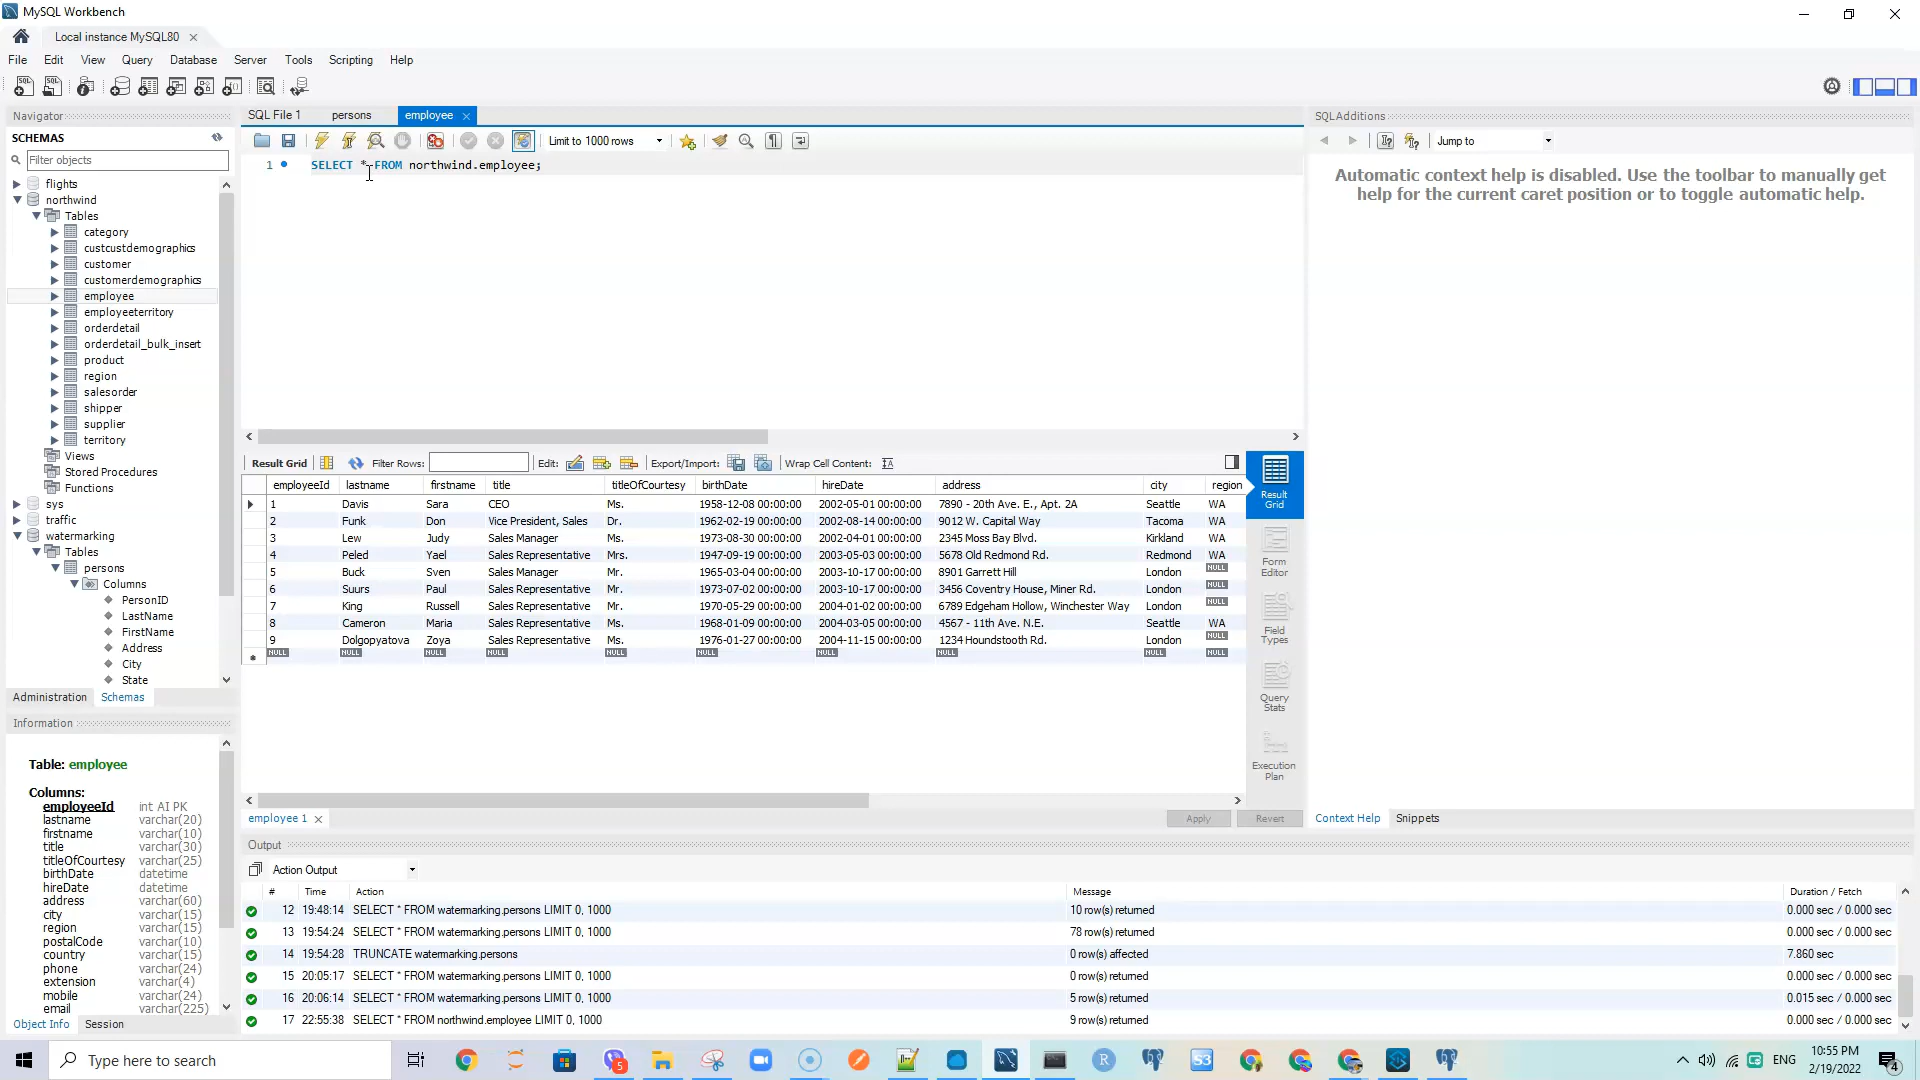 MySQL Workbench
Local instance MySQL80
File Edit View Query Database Server Tools Scripting Help
Navigator
SCHEMAS
Filter objects
flights
northwind
Tables
category
custcustdemographics
customer
customerdemographics
employee
employeeterritory
orderdetail
orderdetail_bulk_insert
product
region
salesorder
shipper
supplier
territory
Views
Stored Procedures
Functions
sys
traffic
watermarking
Tables
persons
Columns
PersonID
LastName
FirstName
Address
City
State
Administration Schemas
Information
Table: employee
Columns:
employeeId int AI PK
lastname varchar(20)
firstname varchar(10)
title varchar(30)
titleOfCourtesy varchar(25)
birthDate datetime
hireDate datetime
address varchar(60)
city varchar(15)
region varchar(15)
postalCode varchar(10)
country varchar(15)
phone varchar(24)
extension varchar(4)
mobile varchar(24)
email varchar(225)
Object Info Session
SQL File 1 persons employee
Limit to 1000 rows
1 SELECT * FROM northwind.employee;
Result Grid Filter Rows: Edit: Export/Import: Wrap Cell Content:
employeeId lastname firstname title titleOfCourtesy birthDate hireDate address city region
1 Davis Sara CEO Ms. 1958-12-08 00:00:00 2002-05-01 00:00:00 7890 - 20th Ave. E., Apt. 2A Seattle WA
2 Funk Don Vice President, Sales Dr. 1962-02-19 00:00:00 2002-08-14 00:00:00 9012 W. Capital Way Tacoma WA
3 Lew Judy Sales Manager Ms. 1973-08-30 00:00:00 2002-04-01 00:00:00 2345 Moss Bay Blvd. Kirkland WA
4 Peled Yael Sales Representative Mrs. 1947-09-19 00:00:00 2003-05-03 00:00:00 5678 Old Redmond Rd. Redmond WA
5 Buck Sven Sales Manager Mr. 1965-03-04 00:00:00 2003-10-17 00:00:00 8901 Garrett Hill London NULL
6 Suurs Paul Sales Representative Mr. 1973-07-02 00:00:00 2003-10-17 00:00:00 3456 Coventry House, Miner Rd. London NULL
7 King Russell Sales Representative Mr. 1970-05-29 00:00:00 2004-01-02 00:00:00 6789 Edgeham Hollow, Winchester Way London NULL
8 Cameron Maria Sales Representative Ms. 1968-01-09 00:00:00 2004-03-05 00:00:00 4567 - 11th Ave. N.E. Seattle WA
9 Dolgopyatova Zoya Sales Representative Ms. 1976-01-27 00:00:00 2004-11-15 00:00:00 1234 Houndstooth Rd. London NULL
NULL NULL NULL NULL NULL NULL NULL NULL NULL NULL
Result
Grid
Form
Editor
Field
Types
Query
Stats
Execution
Plan
employee 1
Apply Revert
SQLAdditions
Jump to
Automatic context help is disabled. Use the toolbar to manually get
help for the current caret position or to toggle automatic help.
Context Help Snippets
Output
Action Output
# Time Action Message Duration / Fetch
12 19:48:14 SELECT * FROM watermarking.persons LIMIT 0, 1000 10 row(s) returned 0.000 sec / 0.000 sec
13 19:54:24 SELECT * FROM watermarking.persons LIMIT 0, 1000 78 row(s) returned 0.000 sec / 0.000 sec
14 19:54:28 TRUNCATE watermarking.persons 0 row(s) affected 7.860 sec
15 20:05:17 SELECT * FROM watermarking.persons LIMIT 0, 1000 0 row(s) returned 0.000 sec / 0.000 sec
16 20:06:14 SELECT * FROM watermarking.persons LIMIT 0, 1000 5 row(s) returned 0.015 sec / 0.000 sec
17 22:55:38 SELECT * FROM northwind.employee LIMIT 0, 1000 9 row(s) returned 0.000 sec / 0.000 sec
Type here to search
5
R
S3
ENG
10:55 PM
2/19/2022
4